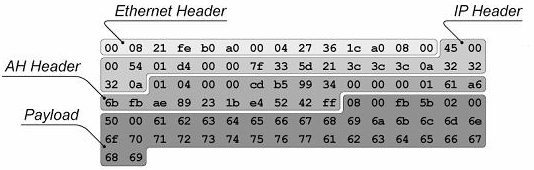 Ethernet Header
IP Header
00 08 21 fe b0 a0 00 04 27 36 1c a0 08 00 45 00
AH Header
00 54 01 d4 00 00 7f 33 5d 21 3c 3c 3c 0a 32 32
32 0a 01 04 00 00 cd b5 99 34 00 00 00 01 61 a6
Payload
6b fb ae 89 23 1b e4 52 42 ff 08 00 fb 5b 02 00
50 00 61 62 63 64 65 66 67 68 69 6a 6b 6c 6d 6e
6f 70 71 72 73 74 75 76 77 61 62 63 64 65 66 67
68 69